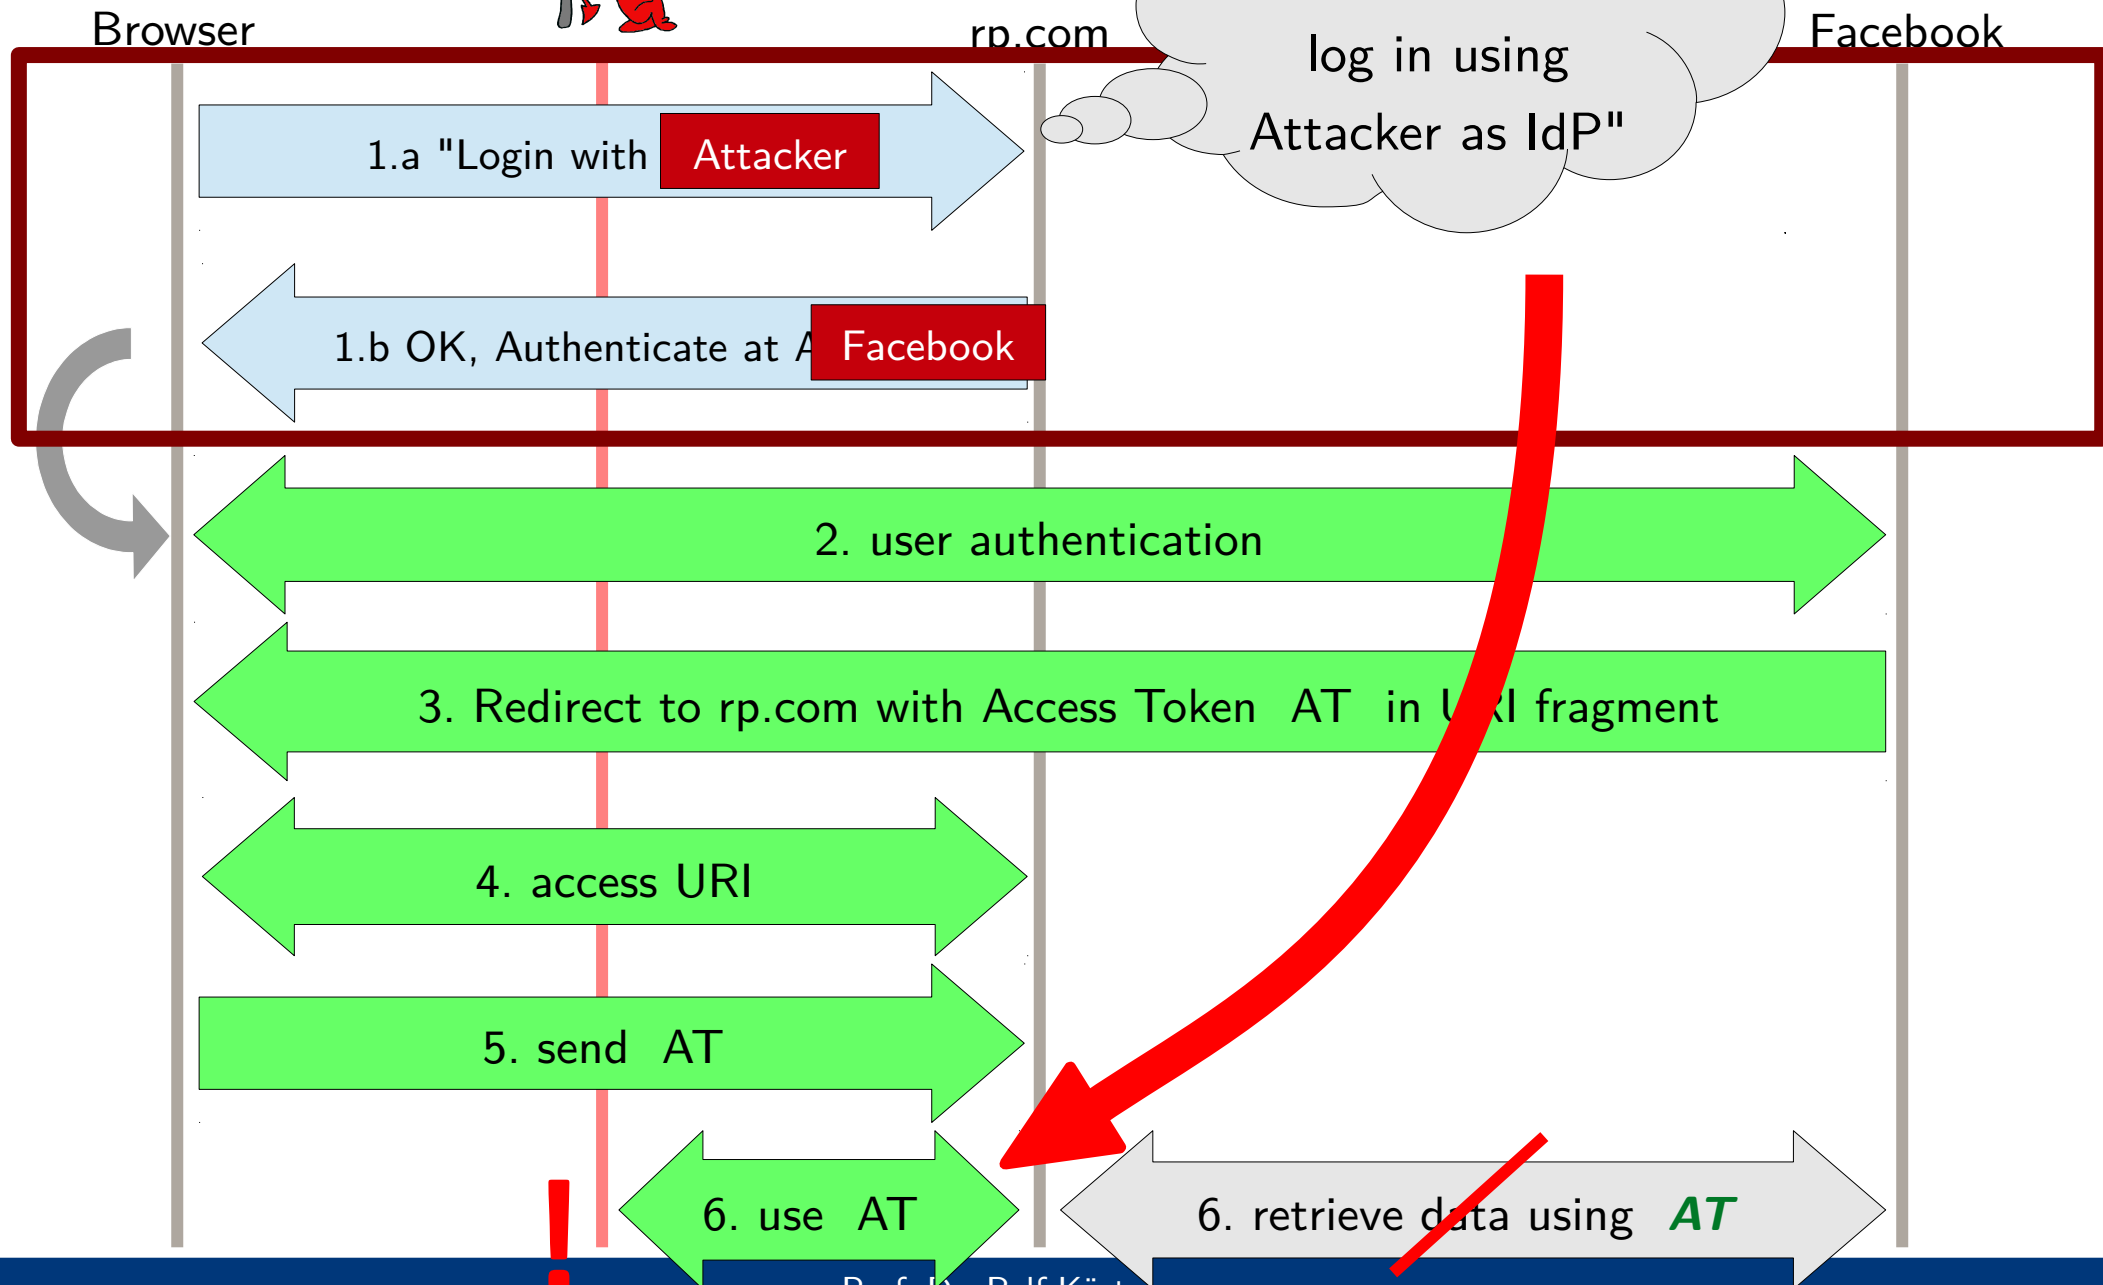 Browser
rp.com
Facebook
log in using
Attacker as IdP"
1.a "Login with Attacker
1.b OK, Authenticate at A Facebook
2. user authentication
3. Redirect to rp.com with Access Token AT in URI fragment
4. access URI
5. send AT
6. use AT
6. retrieve data using AT
!